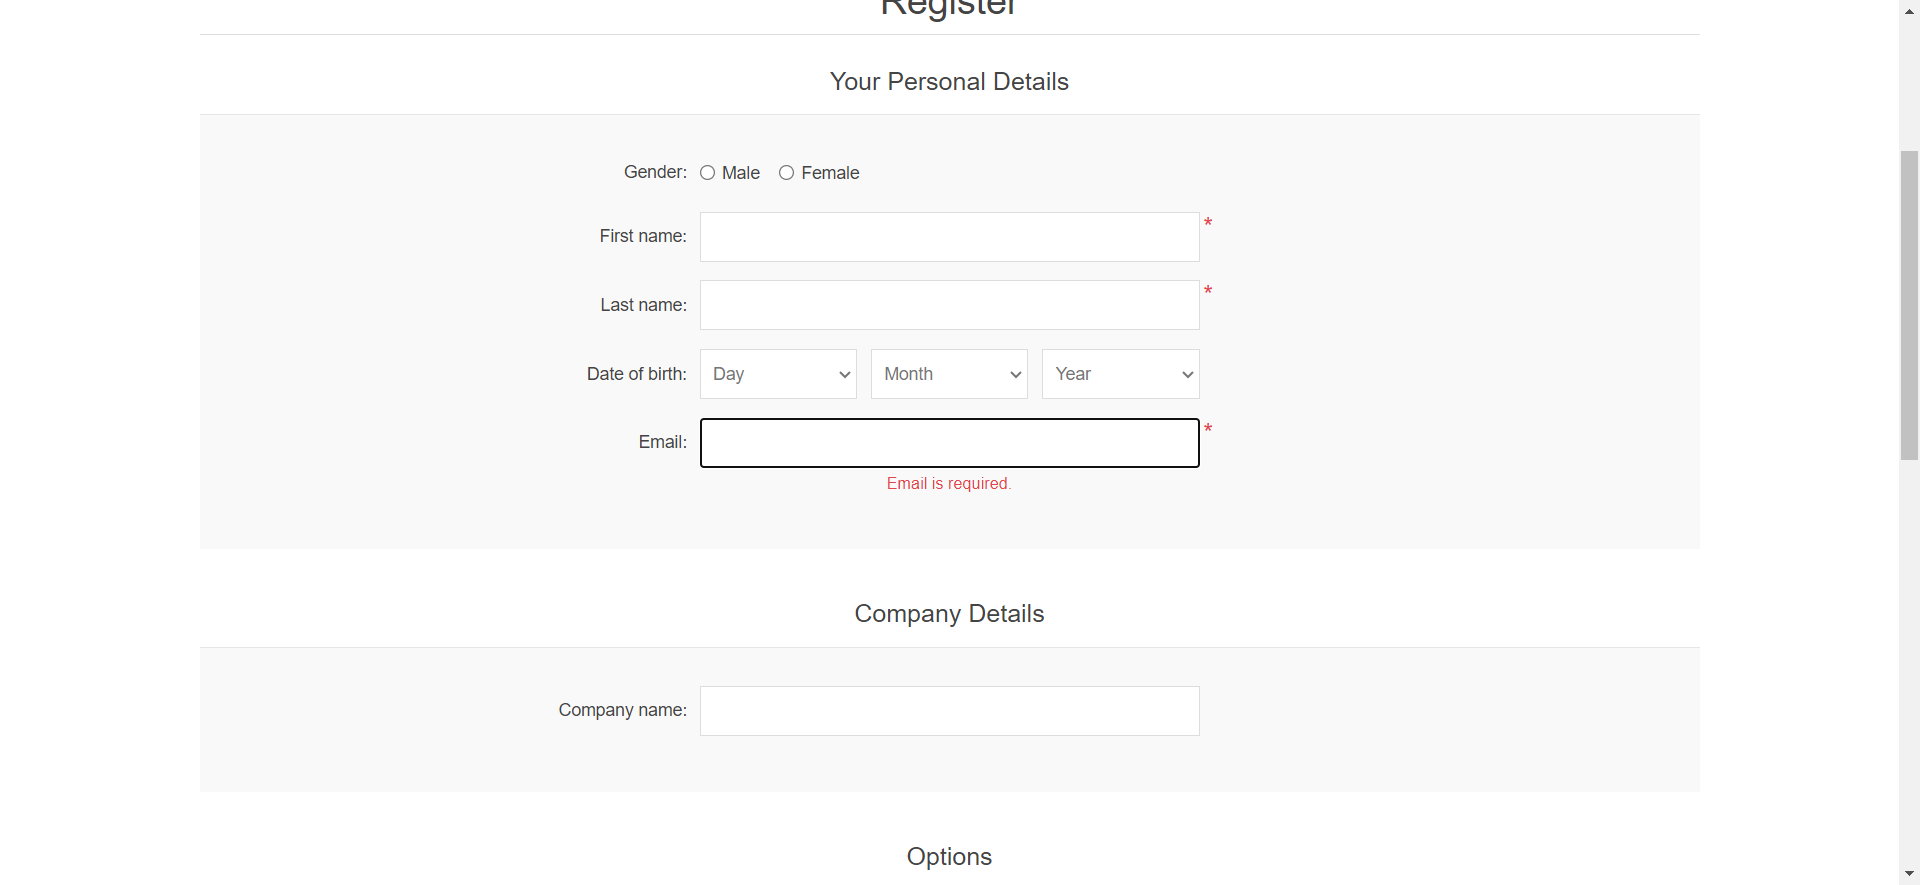 Register
Your Personal Details
Gender: Male Female
First name: *
Last name: *
Date of birth: Day Month Year
Email: *
Email is required.
Company Details
Company name:
Options